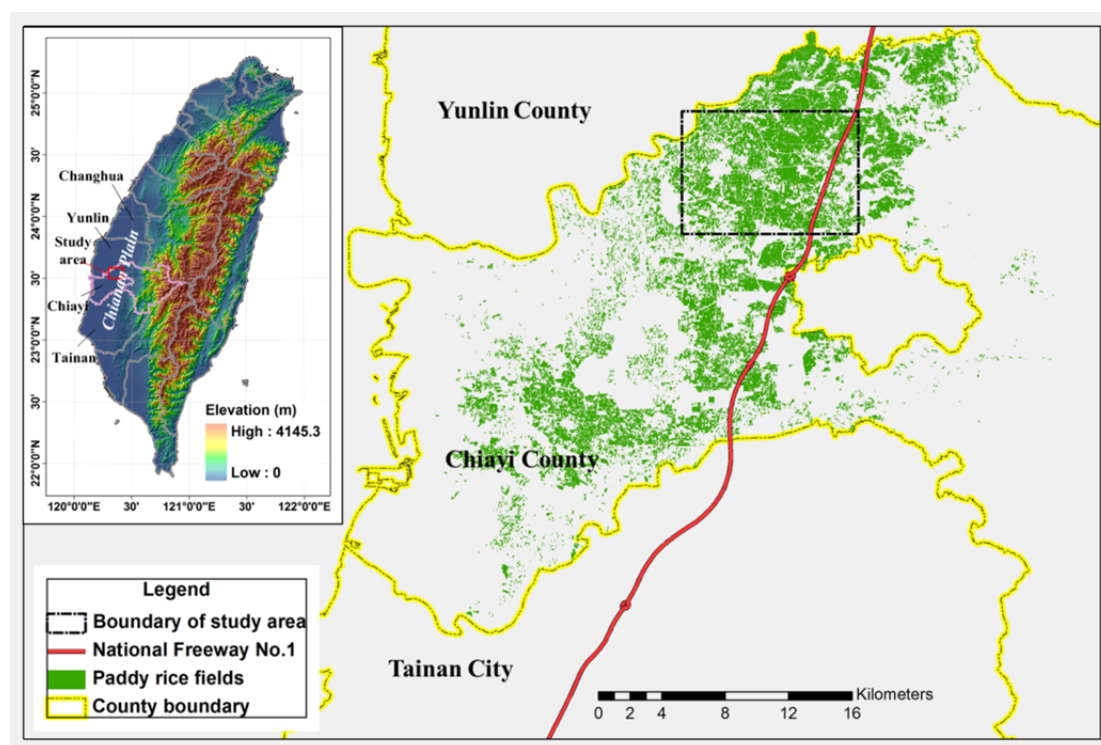 25°0'0"N
30'
24°0'0"N
30'
23°0'0"N
30'
22°0'0"N
Changhua
Yunlin
Study
area
Chiayi
Tainan
Chianan Plain
Elevation (m)
High : 4145.3
Low : 0
120°0'0"E
30'
121°0'0"E
30'
122°0'0"E
Yunlin County
Chiayi County
Tainan City
Legend
Boundary of study area
National Freeway No.1
Paddy rice fields
County boundary
Kilometers
0 2 4 8 12 16